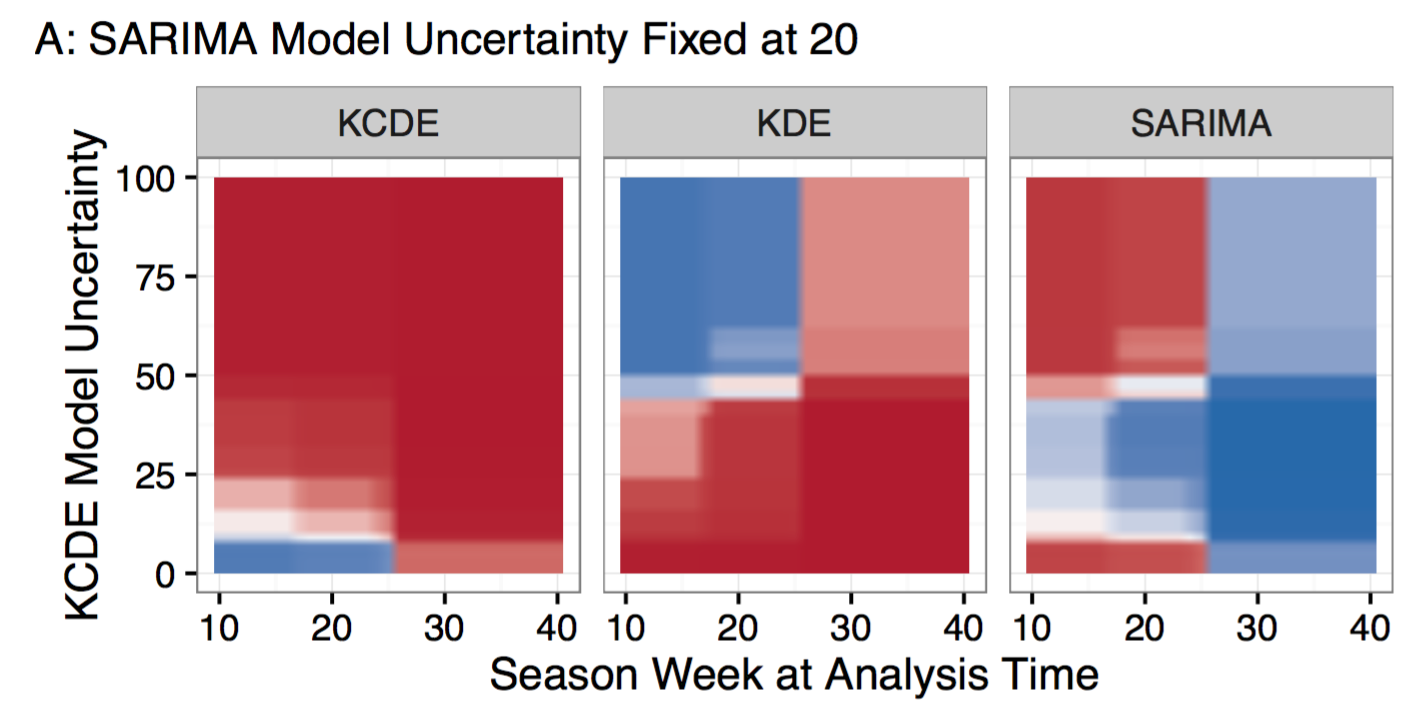 A: SARIMA Model Uncertainty Fixed at 20
KCDE KDE SARIMA
KCDE Model Uncertainty
100
75
50
25
0
10 20 30 40 10 20 30 40 10 20 30 40
Season Week at Analysis Time